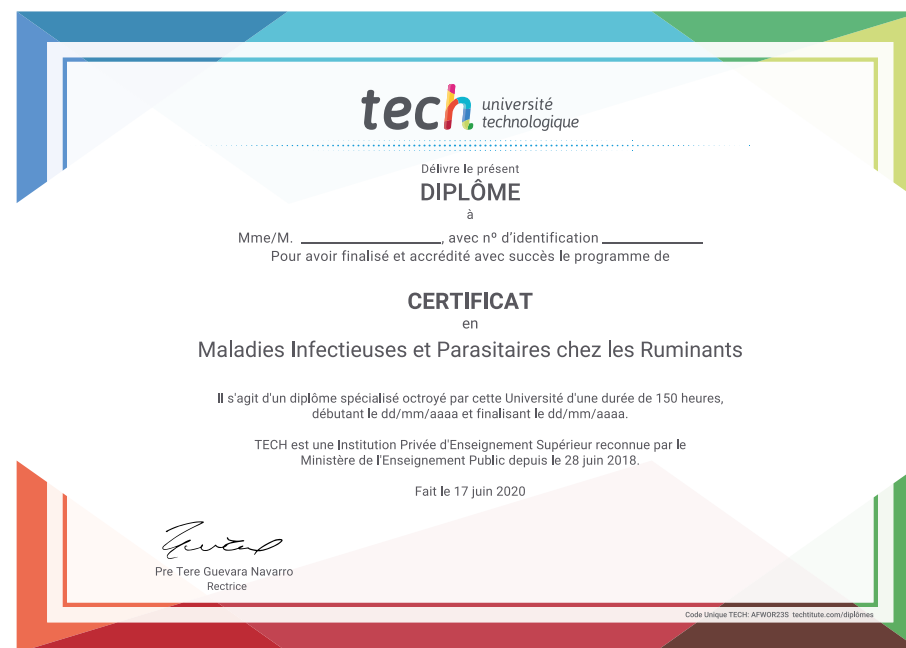 tech université
technologique
Délivre le présent
DIPLÔME
à
Mme/M. ____________, avec nº d'identification ____________
Pour avoir finalisé et accrédité avec succès le programme de
CERTIFICAT
en
Maladies Infectieuses et Parasitaires chez les Ruminants
Il s'agit d'un diplôme spécialisé octroyé par cette Université d'une durée de 150 heures,
débutant le dd/mm/aaaa et finalisant le dd/mm/aaaa.
TECH est une Institution Privée d'Enseignement Supérieur reconnue par le
Ministère de l'Enseignement Public depuis le 28 juin 2018.
Fait le 17 juin 2020
Pre Tere Guevara Navarro
Rectrice
Code Unique TECH: AFWOR23S techtitute.com/diplômes